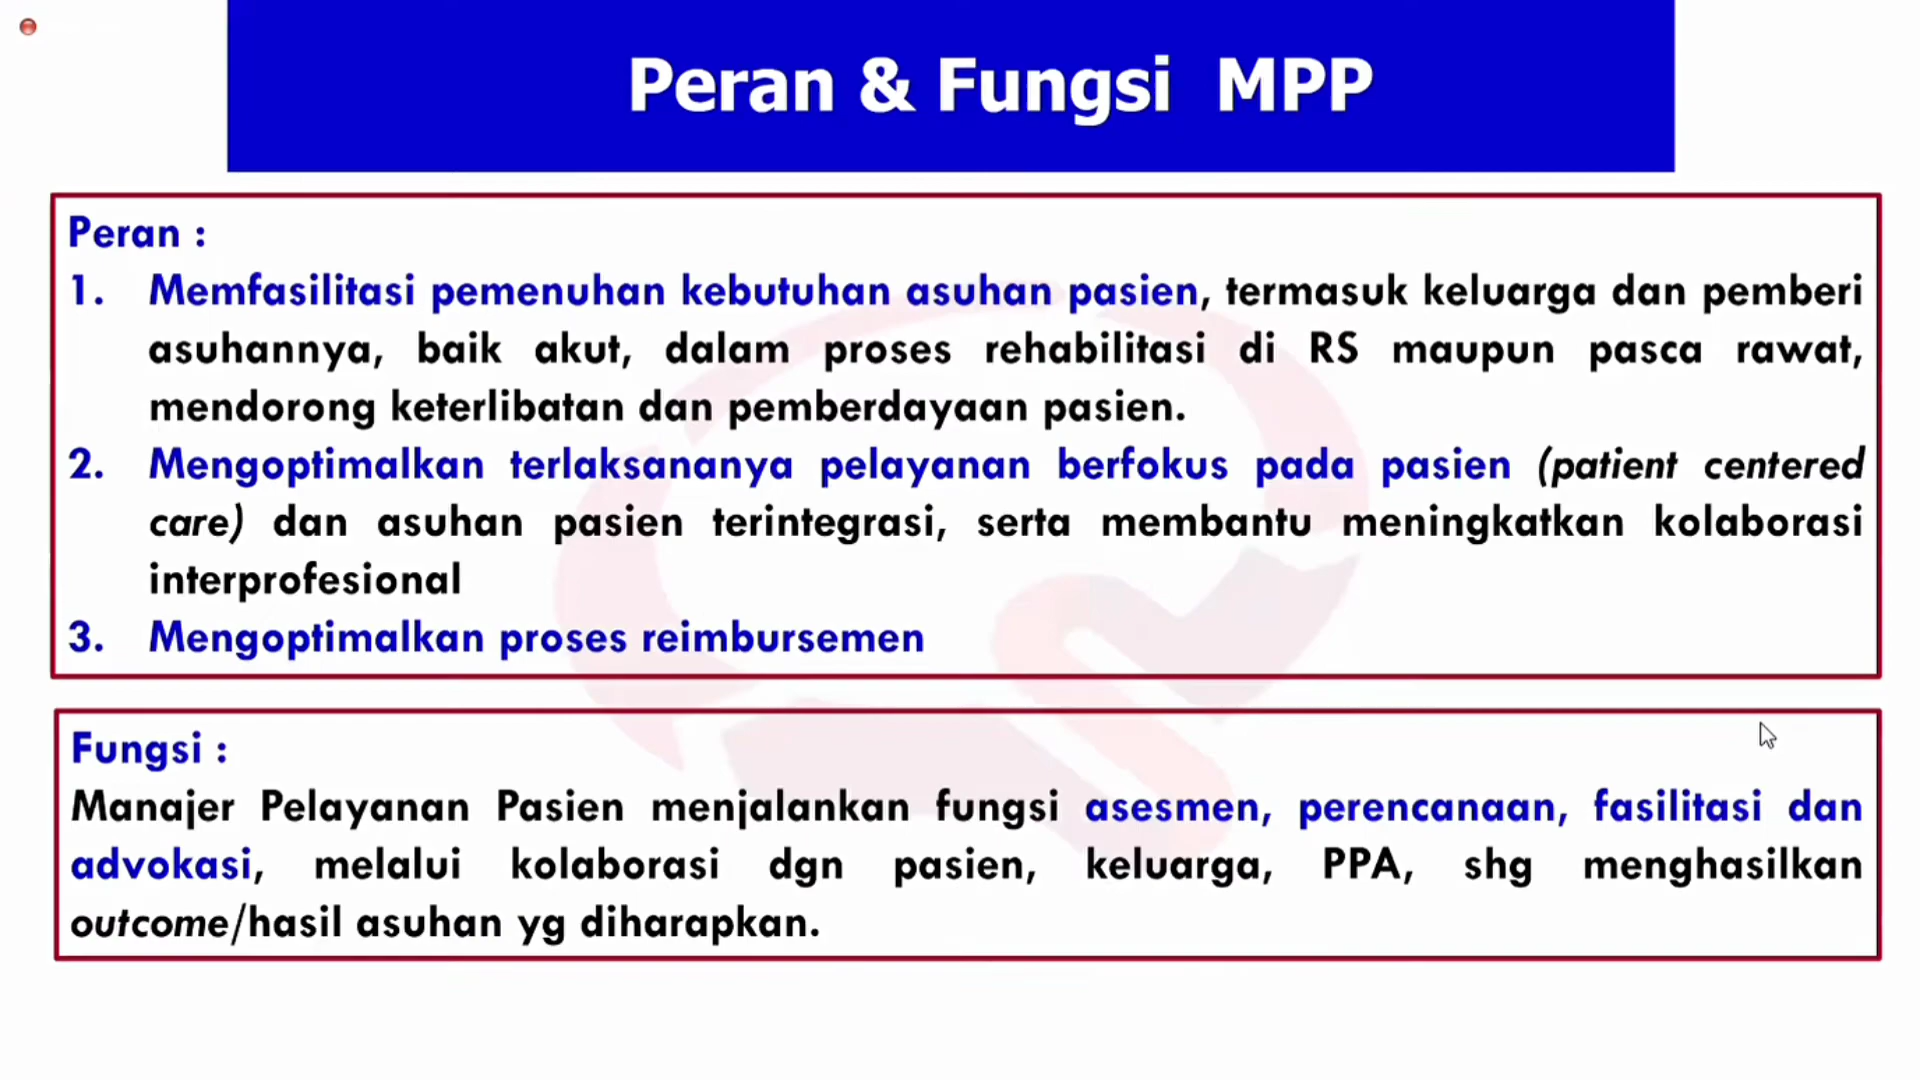 Peran & Fungsi MPP
Peran :
1. Memfasilitasi pemenuhan kebutuhan asuhan pasien, termasuk keluarga dan pemberi
asuhannya, baik akut, dalam proses rehabilitasi di RS maupun pasca rawat,
mendorong keterlibatan dan pemberdayaan pasien.
2. Mengoptimalkan terlaksananya pelayanan berfokus pada pasien (patient centered
care) dan asuhan pasien terintegrasi, serta membantu meningkatkan kolaborasi
interprofesional
3. Mengoptimalkan proses reimbursemen
Fungsi :
Manajer Pelayanan Pasien menjalankan fungsi asesmen, perencanaan, fasilitasi dan
advokasi, melalui kolaborasi dgn pasien, keluarga, PPA, shg menghasilkan
outcome/hasil asuhan yg diharapkan.